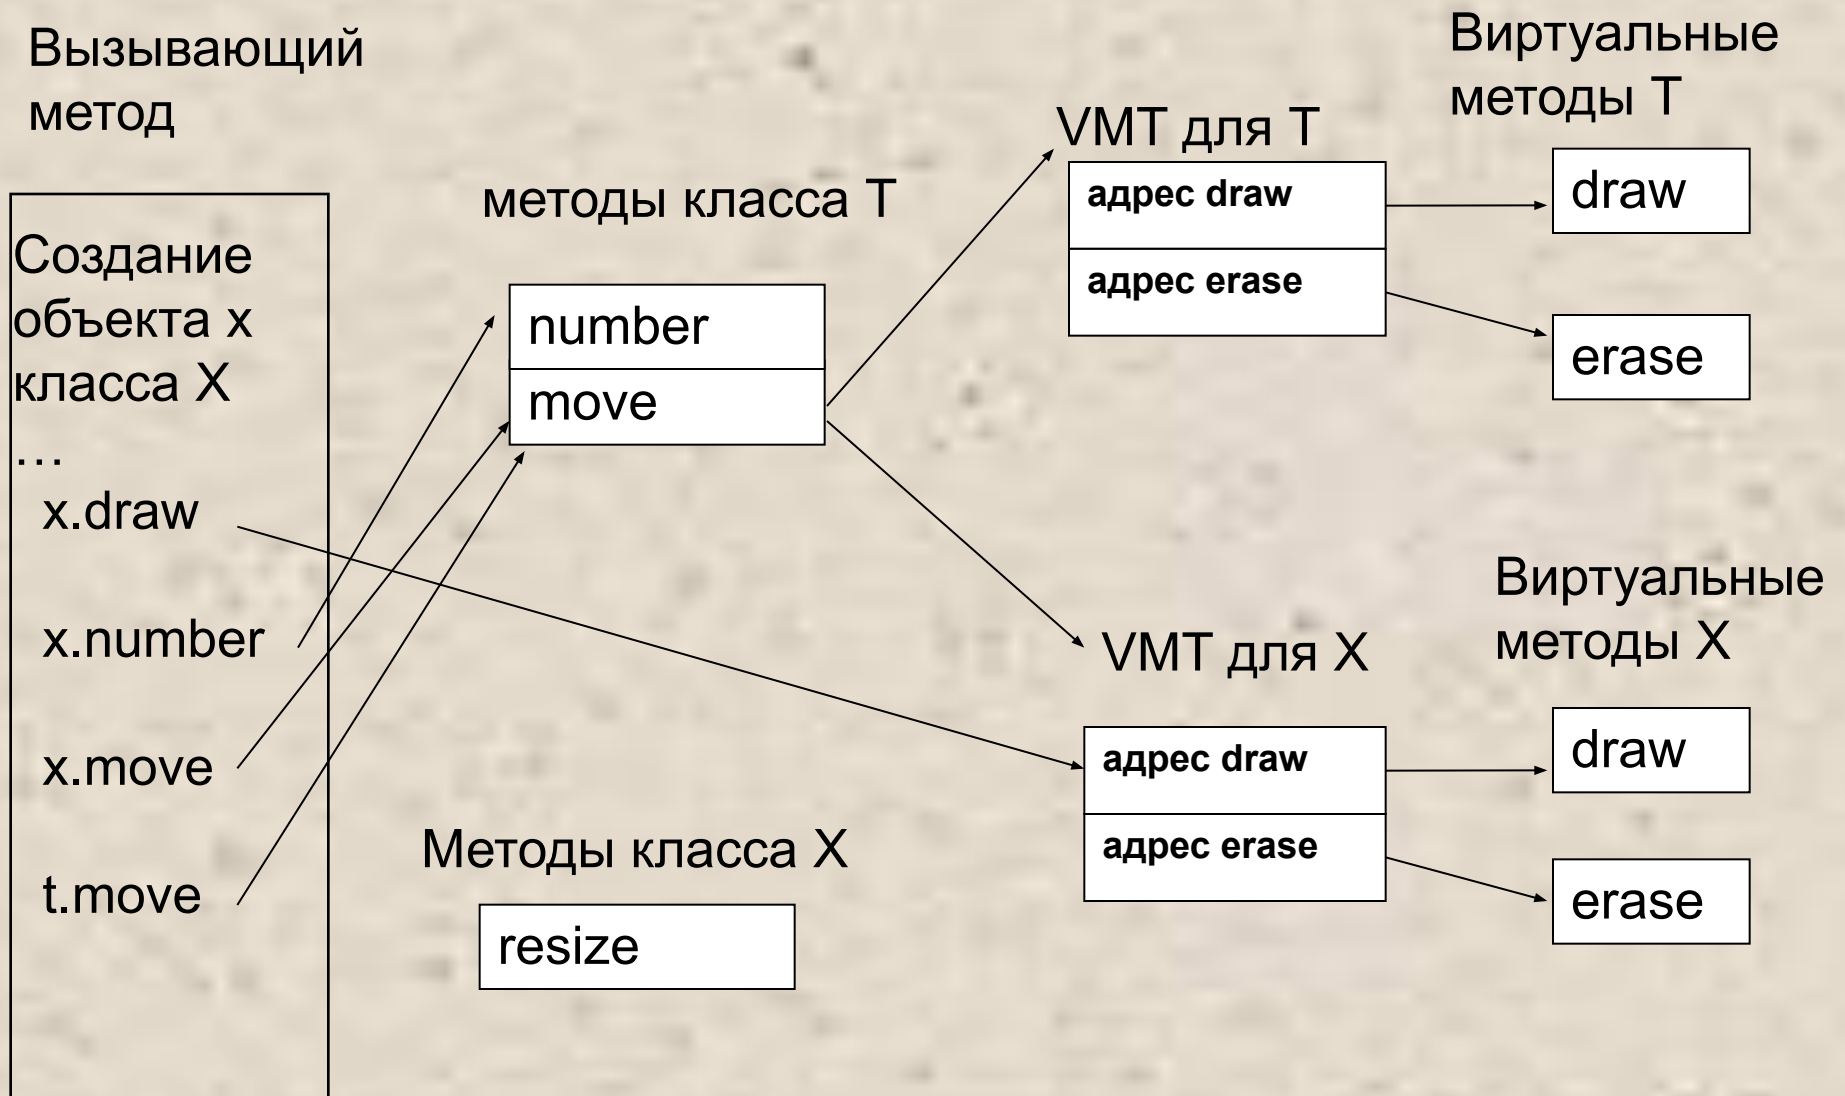 Вызывающий
метод
Создание
объекта x
класса X
…
x.draw
x.number
x.move
t.move
методы класса T
number
move
Методы класса X
resize
VMT для T
адрес draw
адрес erase
Виртуальные
методы T
draw
erase
VMT для X
адрес draw
адрес erase
Виртуальные
методы X
draw
erase